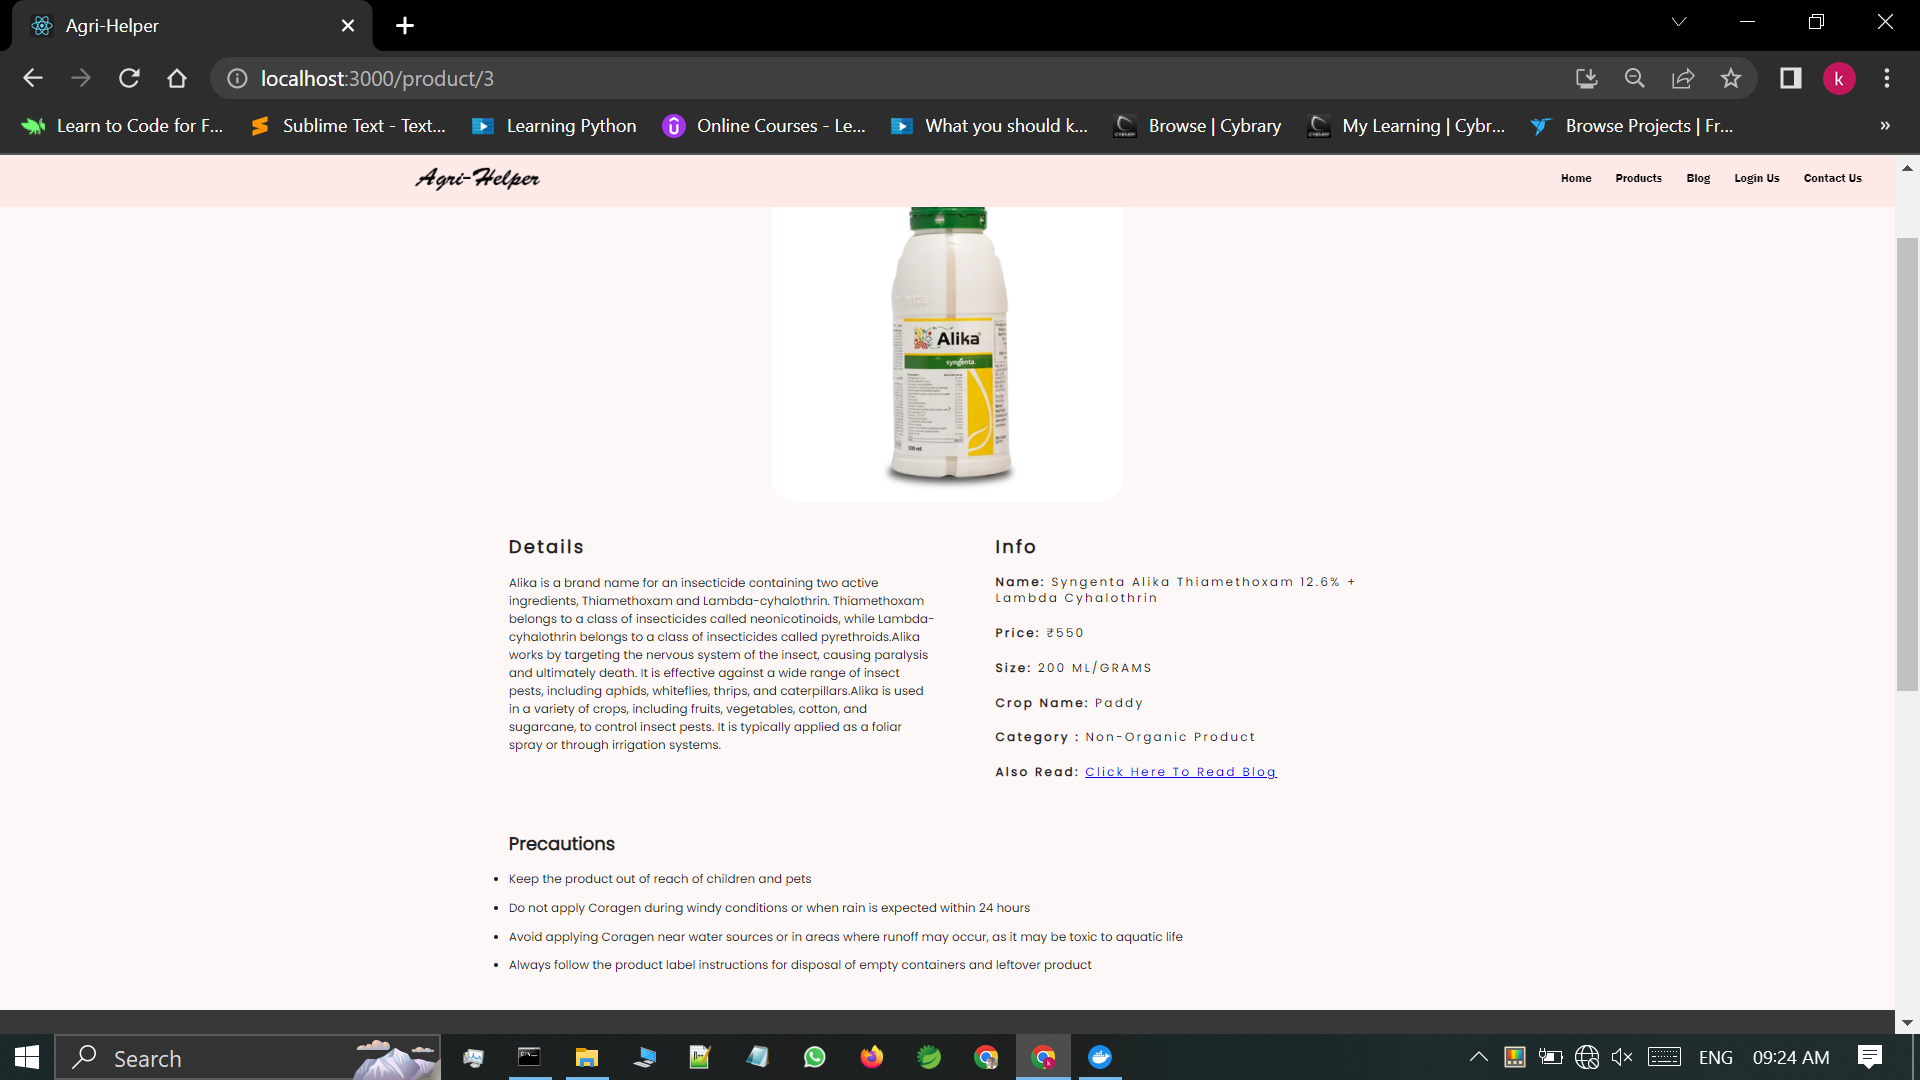 Agri-Helper
localhost:3000/product/3
k
Learn to Code for F...
Sublime Text - Text...
Learning Python
Online Courses - Le...
What you should k...
Browse | Cybrary
My Learning | Cybr...
Browse Projects | Fr...
»
Agri-Helper
Home
Products
Blog
Login Us
Contact Us
Alika
syngenta
500 ml
Details
Alika is a brand name for an insecticide containing two active
ingredients, Thiamethoxam and Lambda-cyhalothrin. Thiamethoxam
belongs to a class of insecticides called neonicotinoids, while Lambda-
cyhalothrin belongs to a class of insecticides called pyrethroids.Alika
works by targeting the nervous system of the insect, causing paralysis
and ultimately death. It is effective against a wide range of insect
pests, including aphids, whiteflies, thrips, and caterpillars.Alika is used
in a variety of crops, including fruits, vegetables, cotton, and
sugarcane, to control insect pests. It is typically applied as a foliar
spray or through irrigation systems.
Info
Name: Syngenta Alika Thiamethoxam 12.6% +
Lambda Cyhalothrin
Price: ₹550
Size: 200 ML/GRAMS
Crop Name: Paddy
Category : Non-Organic Product
Also Read: Click Here To Read Blog
Precautions
• Keep the product out of reach of children and pets
• Do not apply Coragen during windy conditions or when rain is expected within 24 hours
• Avoid applying Coragen near water sources or in areas where runoff may occur, as it may be toxic to aquatic life
• Always follow the product label instructions for disposal of empty containers and leftover product
Search
ENG
09:24 AM